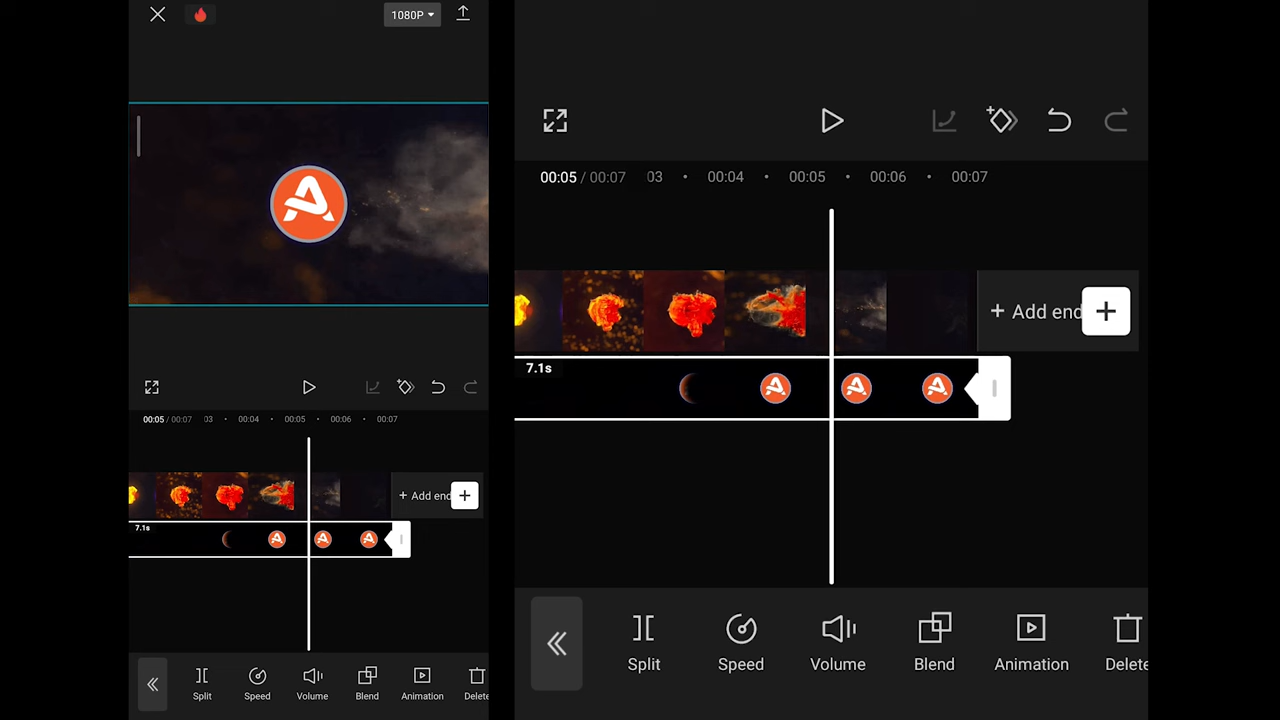 1080P
00:05 / 00:07 03 00:04 00:05 00:06 00:07
+ Add end
7.1s
Split Speed Volume Blend Animation Delete
00:05 / 00:07 03 00:04 00:05 00:06 00:07
+ Add end
7.1s
Split Speed Volume Blend Animation Delete